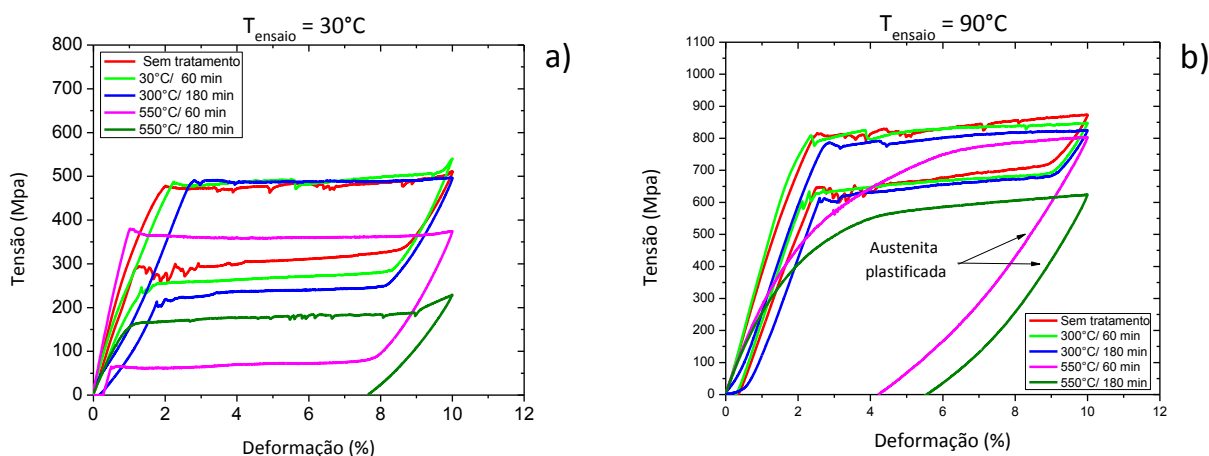 T_ensaio = 30°C
a)
800
700
600
500
400
300
200
100
0
Tensão (Mpa)
Sem tratamento
30°C/ 60 min
300°C/ 180 min
550°C/ 60 min
550°C/ 180 min
0 2 4 6 8 10 12
Deformação (%)
T_ensaio = 90°C
b)
1100
1000
900
800
700
600
500
400
300
200
100
0
Tensão (Mpa)
Austenita
plastificada
Sem tratamento
300°C/ 60 min
300°C/ 180 min
550°C/ 60 min
550°C/ 180 min
0 2 4 6 8 10 12
Deformação (%)